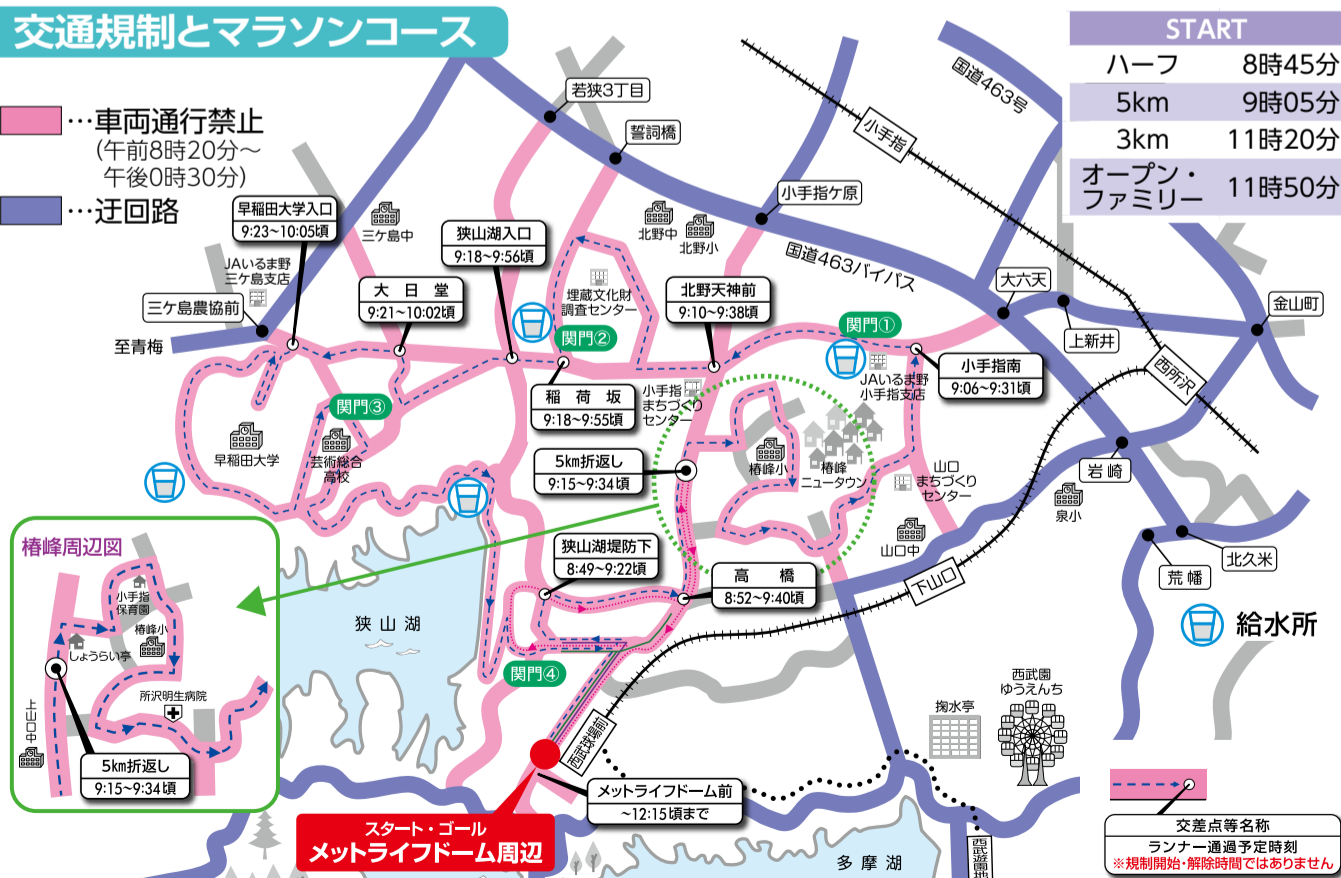 交通規制とマラソンコース
…車両通行禁止
(午前8時20分〜
午後0時30分)
…迂回路
START
ハーフ 8時45分
5km 9時05分
3km 11時20分
オープン・
ファミリー 11時50分
若狭3丁目
誓詞橋
小手指
国道463号
小手指ケ原
国道463バイパス
早稲田大学入口
9:23~10:05頃
三ケ島中
狭山湖入口
9:18~9:56頃
北野中
北野小
JAいるま野
三ケ島支店
三ケ島農協前
至青梅
大日堂
9:21~10:02頃
埋蔵文化財
調査センター
北野天神前
9:10~9:38頃
大六天
上新井
金山町
関門①
関門②
JAいるま野
小手指支店
小手指南
9:06~9:31頃
西所沢
稲荷坂
9:18~9:55頃
小手指
まちづくり
センター
関門③
早稲田大学
芸術総合
高校
5km折返し
9:15~9:34頃
椿峰小
椿峰
ニュータウン
山口
まちづくり
センター
岩崎
泉小
山口中
北久米
荒幡
下山口
給水所
狭山湖堤防下
8:49~9:22頃
高橋
8:52~9:40頃
狭山湖
関門④
椿峰周辺図
小手指
保育園
椿峰小
しょうらい亭
所沢明生病院
上山口中
5km折返し
9:15~9:34頃
西武球場前
メットライフドーム前
~12:15頃まで
スタート・ゴール
メットライフドーム周辺
掬水亭
西武園
ゆうえんち
多摩湖
西武遊園地
交差点等名称
ランナー通過予定時刻
※規制開始・解除時間ではありません